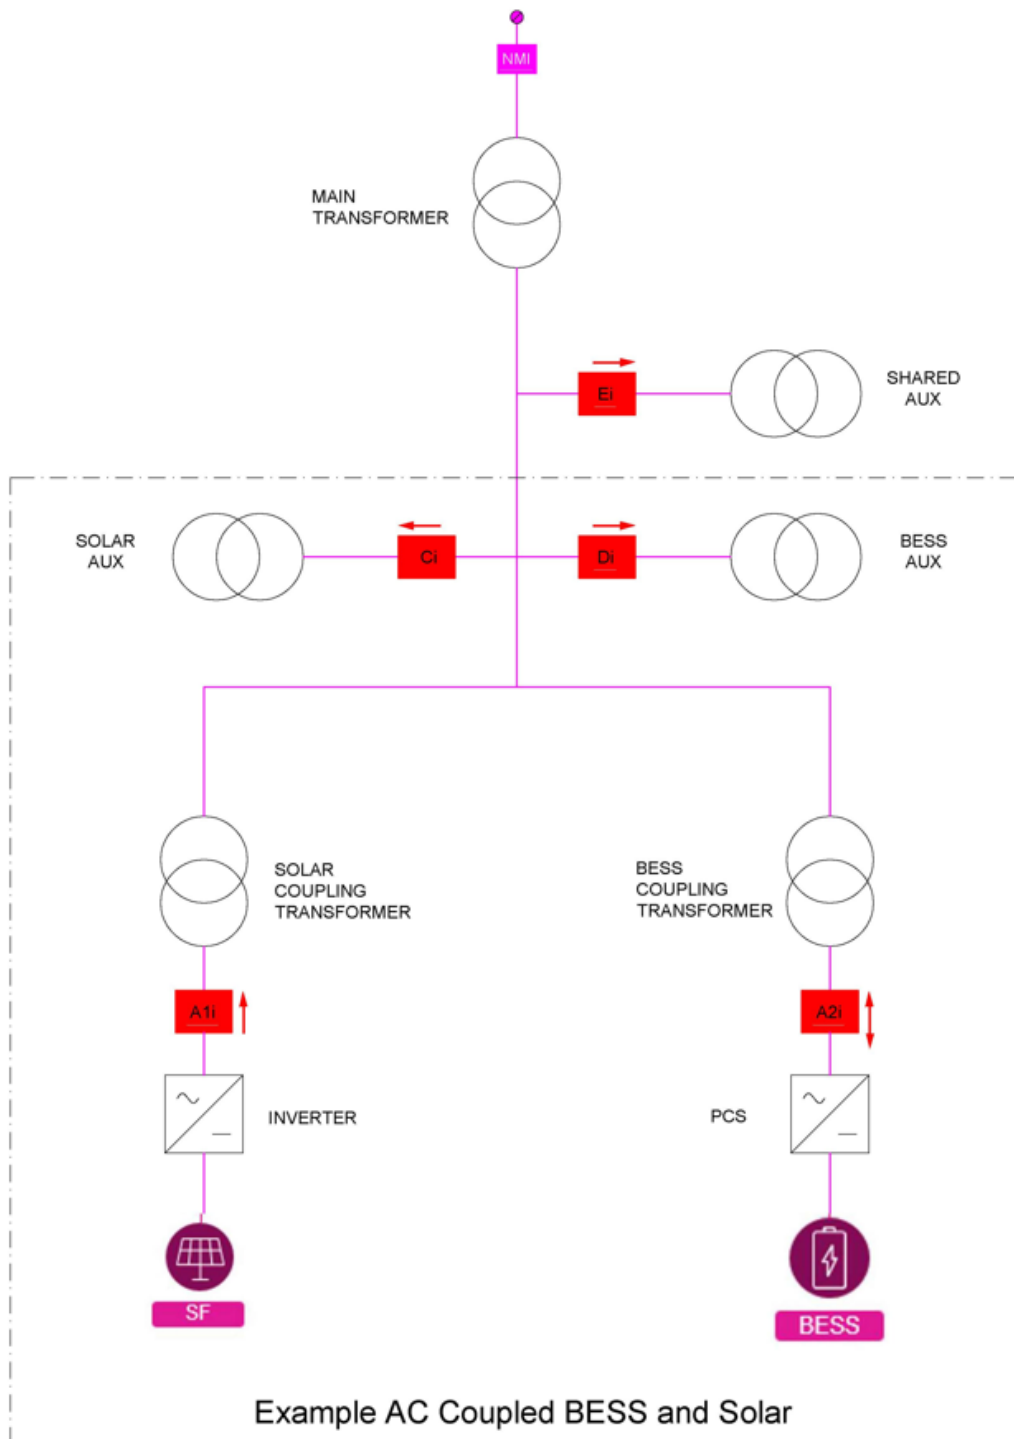 NMI
MAIN
TRANSFORMER
Ei
SHARED
AUX
SOLAR
AUX
Ci
Di
BESS
AUX
SOLAR
COUPLING
TRANSFORMER
BESS
COUPLING
TRANSFORMER
A1i
A2i
INVERTER
PCS
SF
BESS
Example AC Coupled BESS and Solar